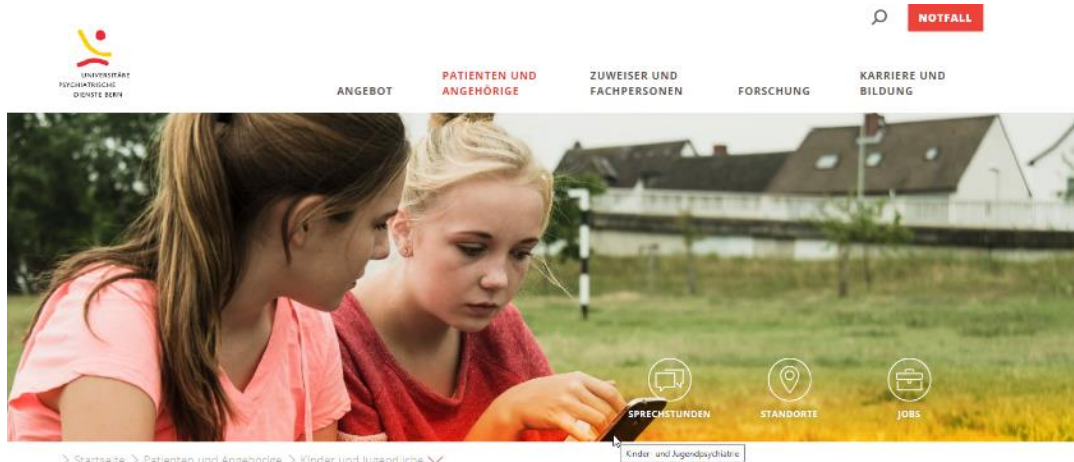 NOTFALL
UNIVERSITÄRE
PSYCHIATRISCHE
DIENSTE BERN
ANGEBOT
PATIENTEN UND
ANGEHÖRIGE
ZUWEISER UND
FACHPERSONEN
FORSCHUNG
KARRIERE UND
BILDUNG
SPRECHSTUNDEN
STANDORTE
JOBS
Kinder- und Jugendpsychiatrie
> Startseite > Patienten und Angehörige > Kinder und Jugendliche